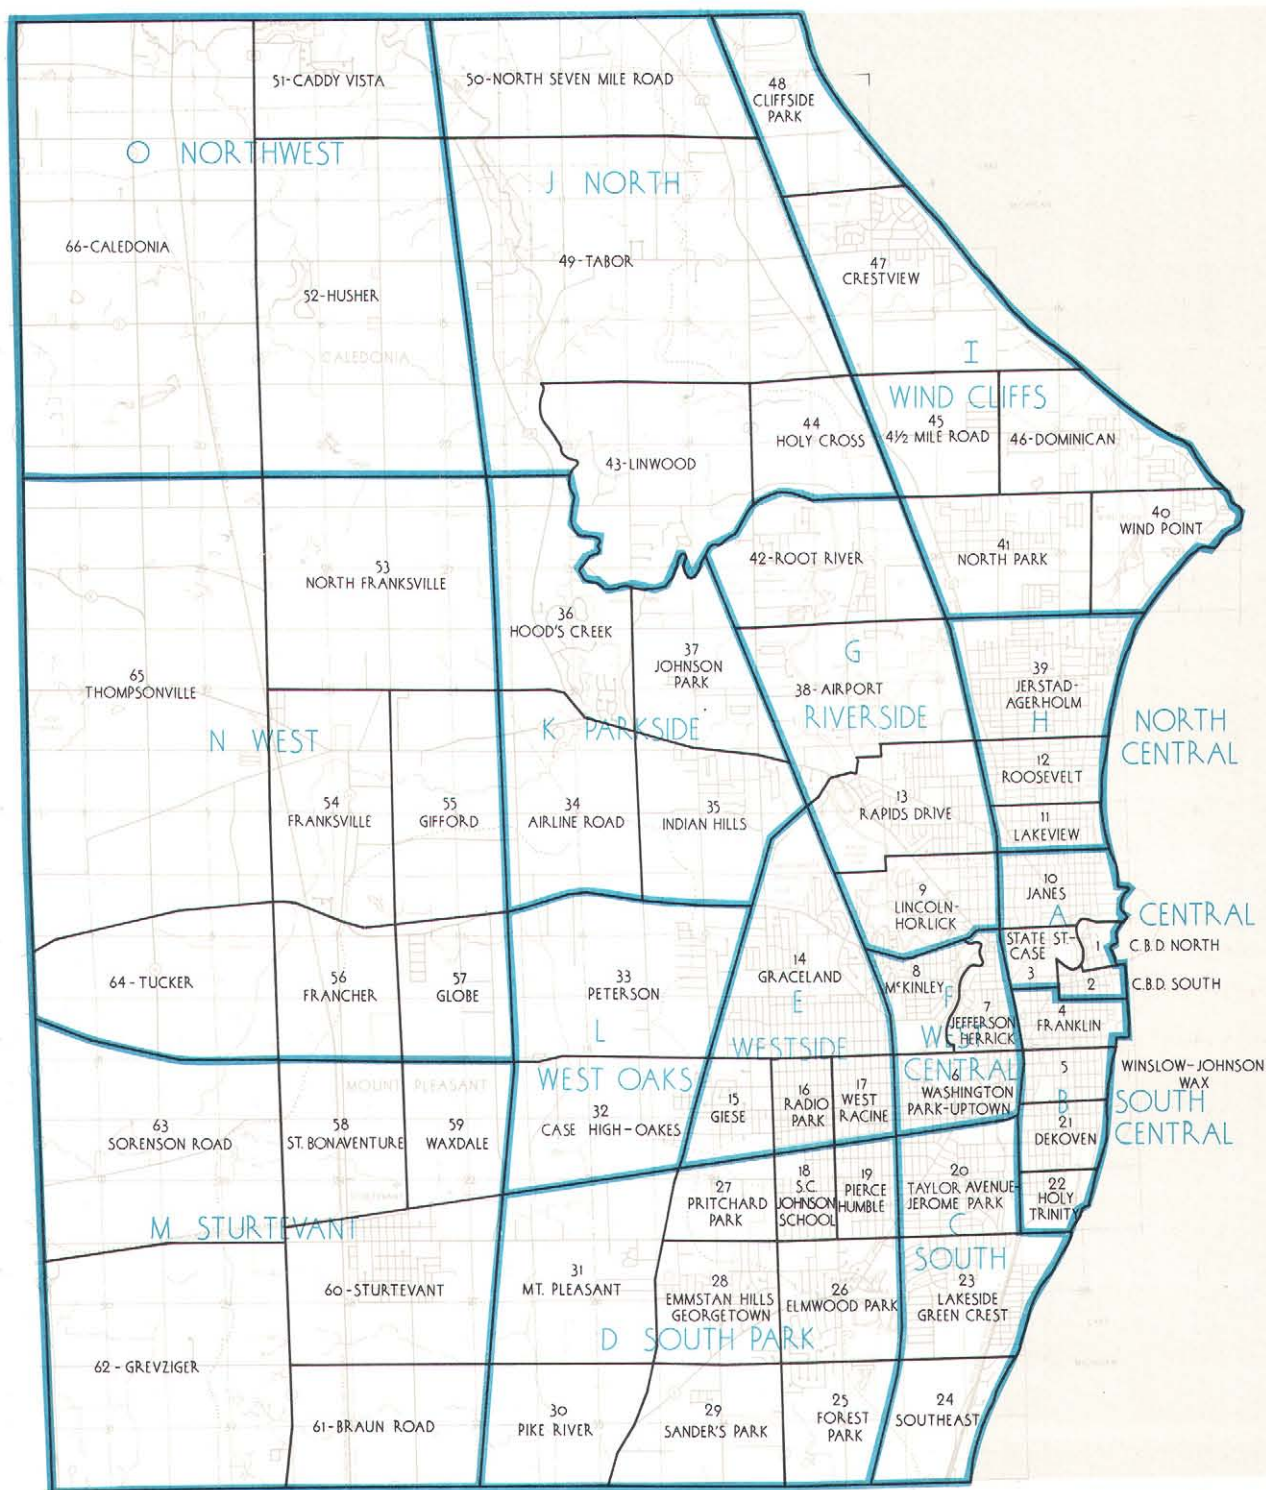 51-CADDY VISTA
50-NORTH SEVEN MILE ROAD
48
CLIFFSIDE
PARK
O NORTHWEST
J NORTH
MICHIGAN
66-CALEDONIA
49-TABOR
47
CRESTVIEW
52-HUSHER
CALEDONIA
I
WIND CLIFFS
44
HOLY CROSS
45
4½ MILE ROAD
46-DOMINICAN
43-LINWOOD
40
WIND POINT
41
NORTH PARK
42-ROOT RIVER
53
NORTH FRANKSVILLE
36
HOOD'S CREEK
37
JOHNSON
PARK
G
RIVERSIDE
38-AIRPORT
39
JERSTAD-
AGERHOLM
H
NORTH
CENTRAL
65
THOMPSONVILLE
N WEST
K PARKSIDE
12
ROOSEVELT
54
FRANKSVILLE
55
GIFFORD
34
AIRLINE ROAD
35
INDIAN HILLS
13
RAPIDS DRIVE
11
LAKEVIEW
10
JANES
9
LINCOLN-
HORLICK
A
CENTRAL
STATE ST.-
CASE
3
1
C.B.D NORTH
2
C.B.D. SOUTH
64-TUCKER
56
FRANCHER
57
GLOBE
33
PETERSON
14
GRACELAND
8
McKINLEY
7
JEFFERSON
HERRICK
4
FRANKLIN
L
WEST OAKS
E
WESTSIDE
F
WEST
CENTRAL
MOUNT PLEASANT
5
WINSLOW-JOHNSON
WAX
6
WASHINGTON
PARK-UPTOWN
B
SOUTH
CENTRAL
63
SORENSON ROAD
58
ST. BONAVENTURE
59
WAXDALE
32
CASE HIGH-OAKES
15
GIESE
16
RADIO
PARK
17
WEST
RACINE
21
DEKOVEN
27
PRITCHARD
PARK
18
S.C.
JOHNSON
SCHOOL
19
PIERCE
HUMBLE
20
TAYLOR AVENUE-
JEROME PARK
22
HOLY
TRINITY
M STURTEVANT
C
SOUTH
60-STURTEVANT
31
MT. PLEASANT
28
EMMSTAN HILLS
GEORGETOWN
26
ELMWOOD PARK
23
LAKESIDE
GREEN CREST
D SOUTH PARK
62-GREVZIGER
61-BRAUN ROAD
30
PIKE RIVER
29
SANDER'S PARK
25
FOREST
PARK
24
SOUTHEAST
LAKE
MICHIGAN